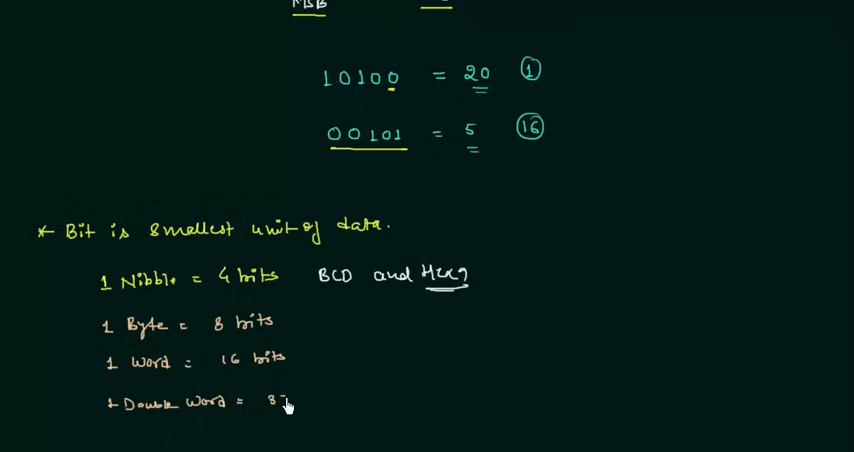 MSB
10100 = 20 1
00101 = 5 16
* Bit is smallest unit of data.
1 Nibble = 4 bits BCD and Hexa
1 Byte = 8 bits
1 Word = 16 bits
1 Double Word = 3